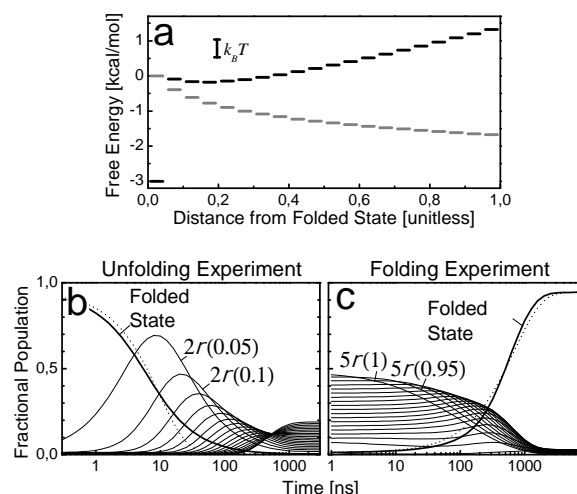 a
k_BT
Free Energy [kcal/mol]
1
0
-1
-2
-3
0,0 0,2 0,4 0,6 0,8 1,0
Distance from Folded State [unitless]
Unfolding Experiment
Folding Experiment
b
Folded
State
2r(0.05)
2r(0.1)
c
Folded
State
5r(1)
5r(0.95)
Fractional Population
1,0
0,5
0,0
1 10 100 1000
1 10 100 1000
Time [ns]